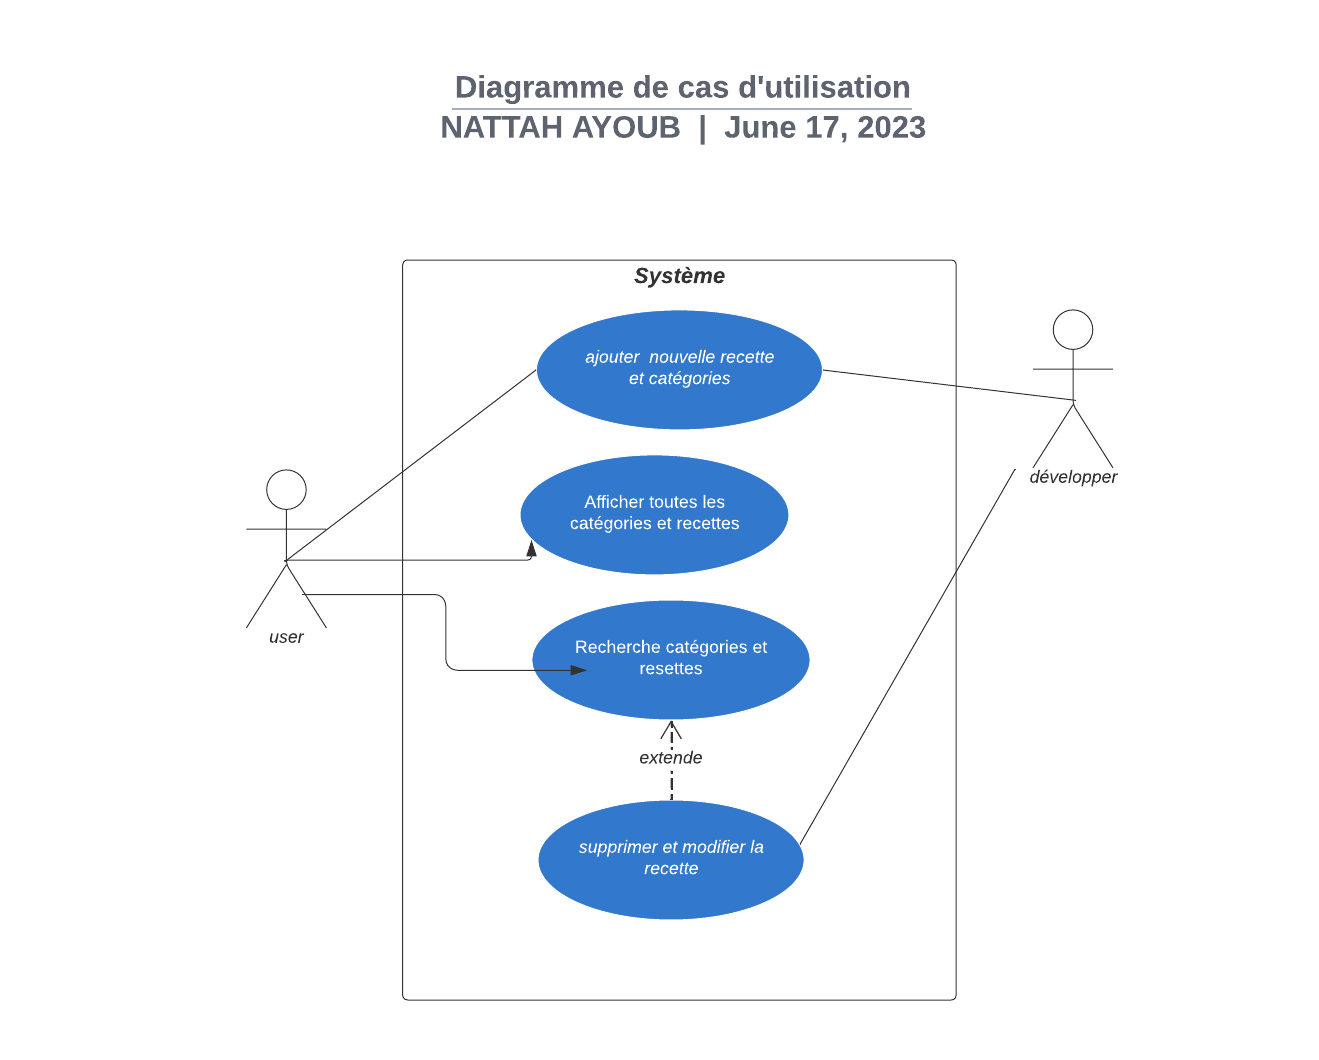 Diagramme de cas d'utilisation
NATTAH AYOUB | June 17, 2023
Système
ajouter nouvelle recette
et catégories
Afficher toutes les
catégories et recettes
développer
user
Recherche catégories et
resettes
extende
supprimer et modifier la
recette